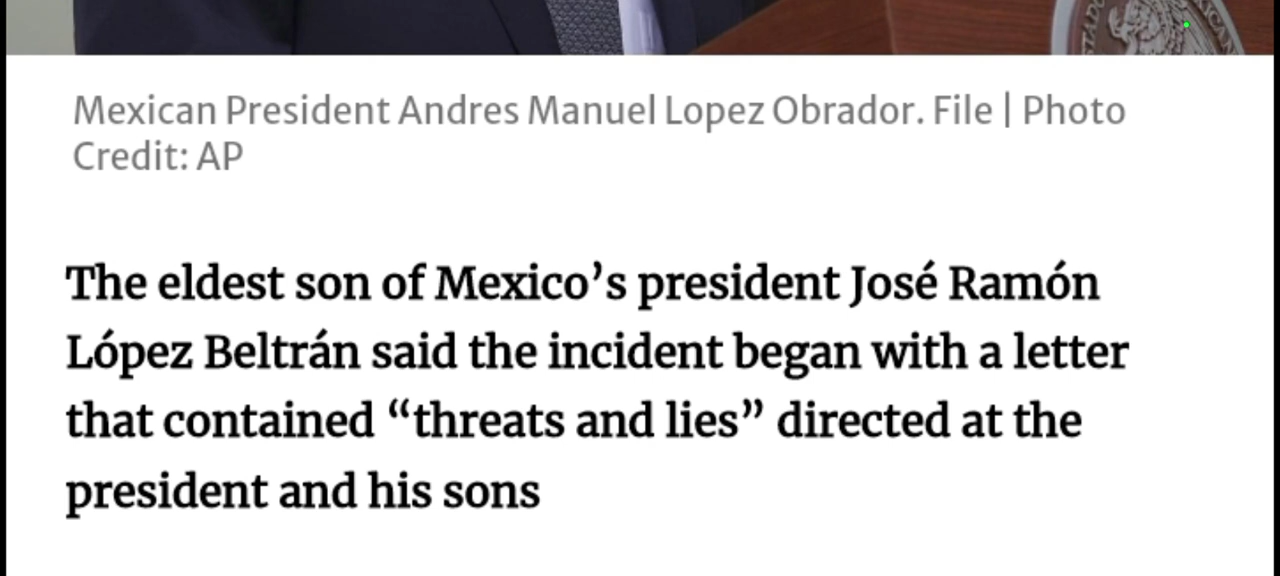 Mexican President Andres Manuel Lopez Obrador. File | Photo
Credit: AP
The eldest son of Mexico’s president José Ramón
López Beltrán said the incident began with a letter
that contained “threats and lies” directed at the
president and his sons